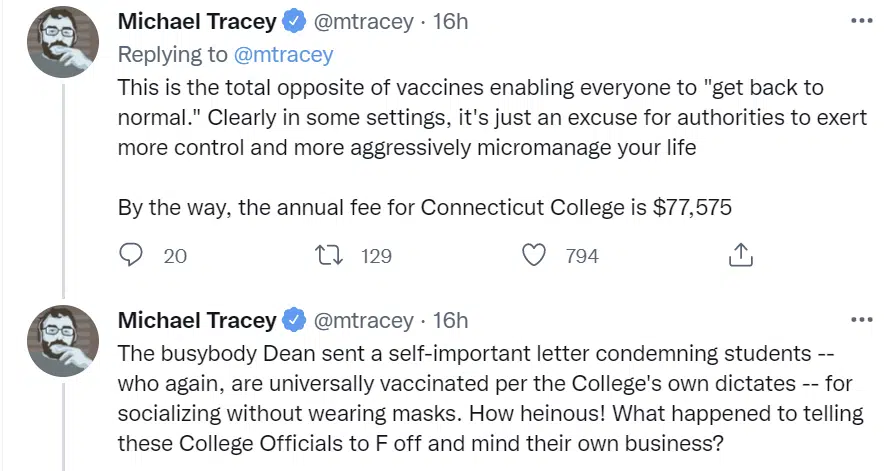 Michael Tracey @mtracey · 16h
Replying to @mtracey
This is the total opposite of vaccines enabling everyone to "get back to
normal." Clearly in some settings, it's just an excuse for authorities to exert
more control and more aggressively micromanage your life
By the way, the annual fee for Connecticut College is $77,575
20 129 794
Michael Tracey @mtracey · 16h
The busybody Dean sent a self-important letter condemning students --
who again, are universally vaccinated per the College's own dictates -- for
socializing without wearing masks. How heinous! What happened to telling
these College Officials to F off and mind their own business?